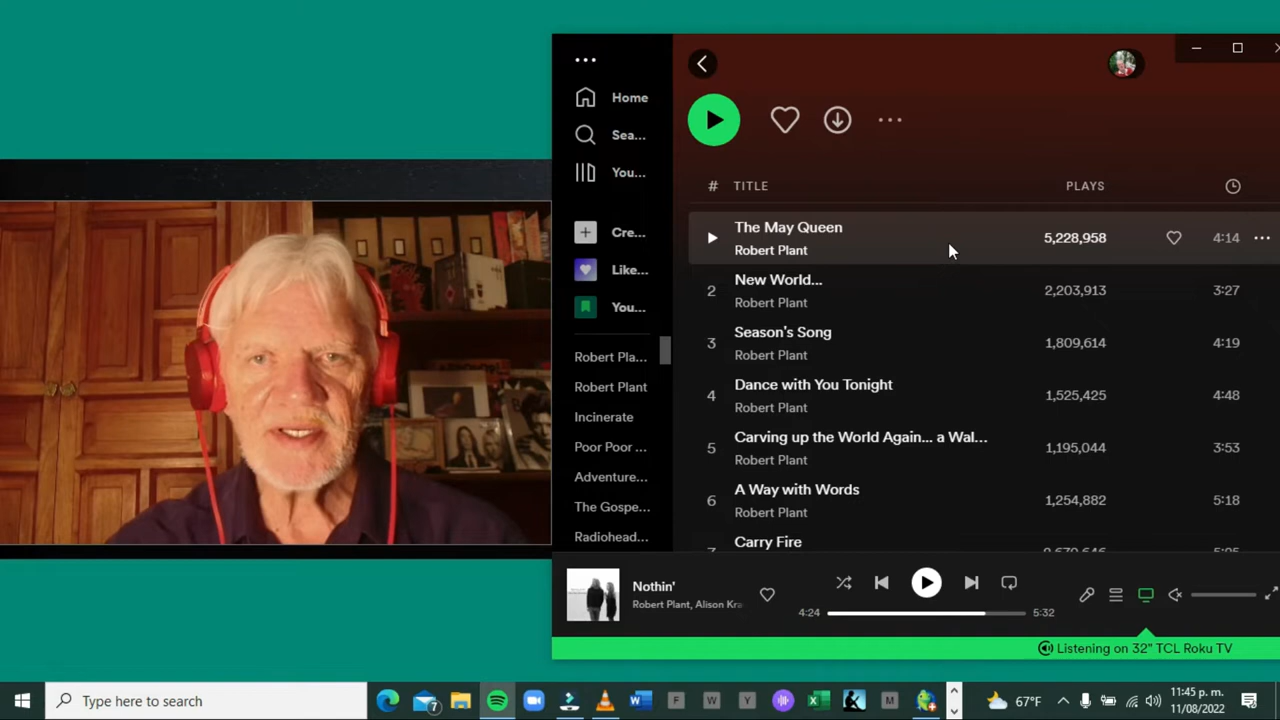 Home
Sea...
You...
Cre...
Like...
You...
Robert Pla...
Robert Plant
Incinerate
Poor Poor ...
Adventure...
The Gospe...
Radiohead...
# TITLE PLAYS
The May Queen 5,228,958 4:14
Robert Plant
2 New World... 2,203,913 3:27
Robert Plant
3 Season's Song 1,809,614 4:19
Robert Plant
4 Dance with You Tonight 1,525,425 4:48
Robert Plant
5 Carving up the World Again... a Wal... 1,195,044 3:53
Robert Plant
6 A Way with Words 1,254,882 5:18
Robert Plant
Carry Fire
Nothin'
Robert Plant, Alison Kra
4:24 5:32
Listening on 32" TCL Roku TV
Type here to search
7
F
W
Y
M
67°F
11:45 p. m.
11/08/2022